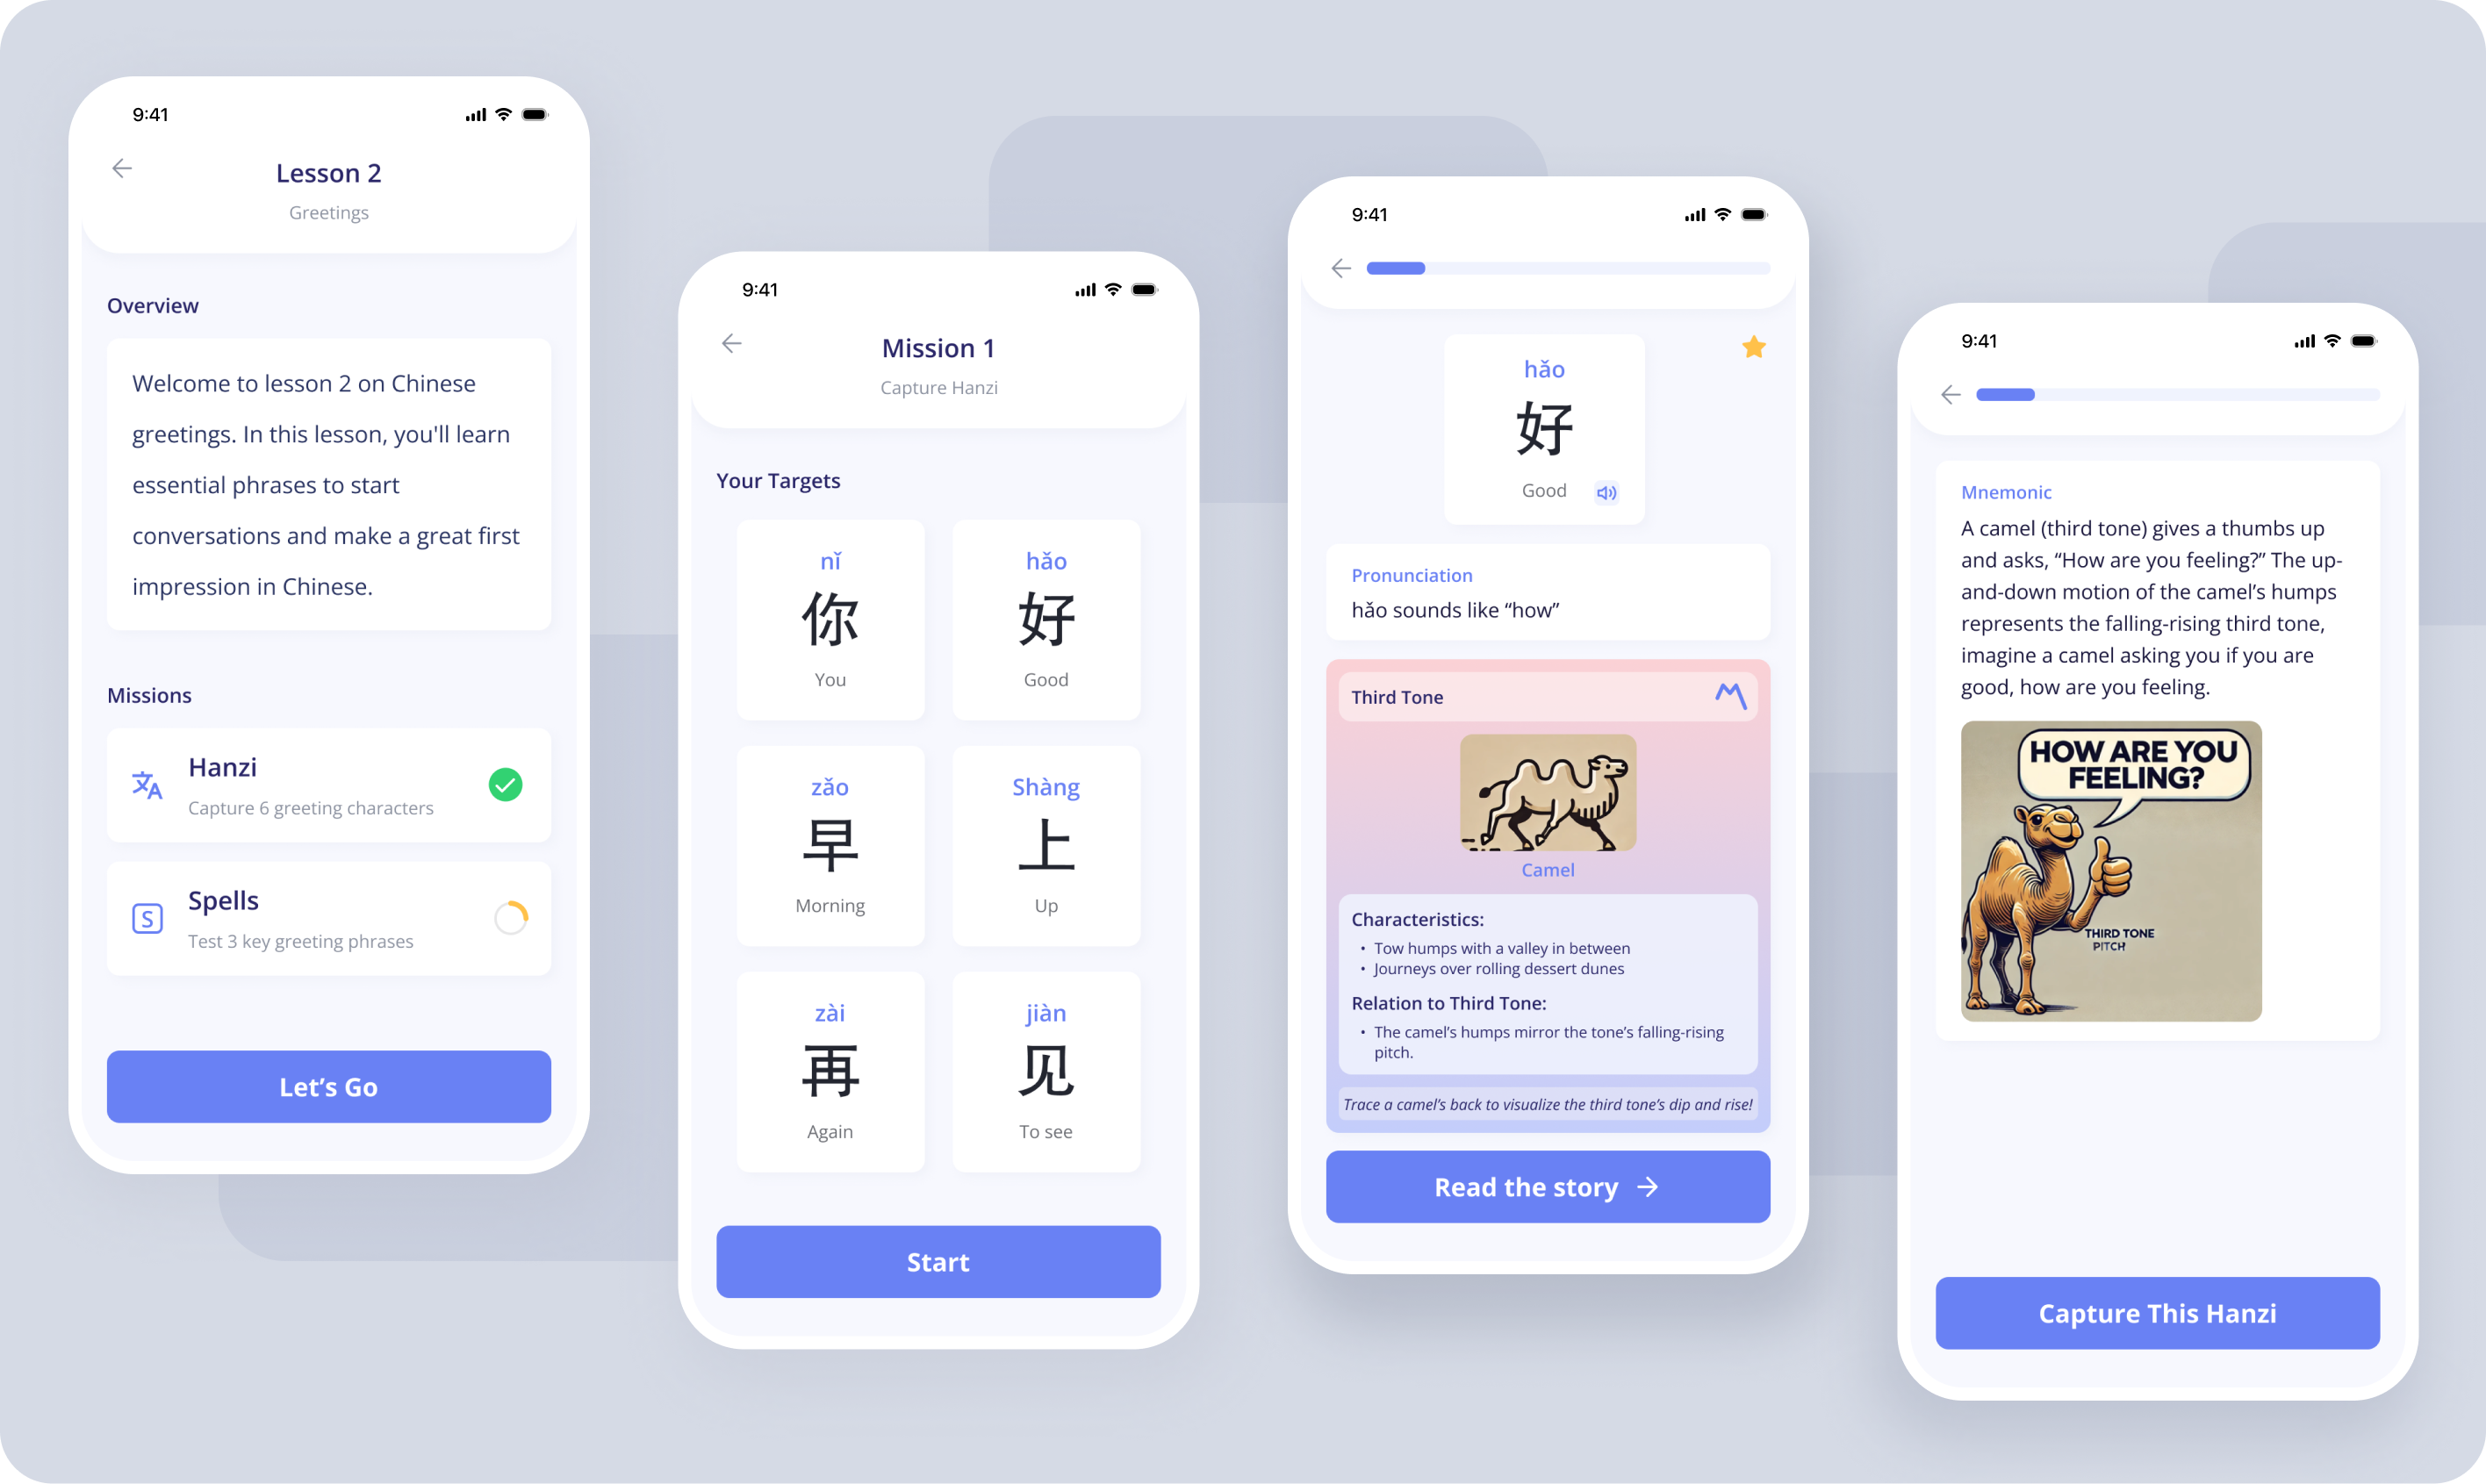 9:41
Lesson 2
Greetings
Overview
Welcome to lesson 2 on Chinese
greetings. In this lesson, you'll learn
essential phrases to start
conversations and make a great first
impression in Chinese.
Missions
Hanzi
Capture 6 greeting characters
S
Spells
Test 3 key greeting phrases
Let’s Go
9:41
Mission 1
Capture Hanzi
Your Targets
nǐ
你
You
hǎo
好
Good
zǎo
早
Morning
Shàng
上
Up
zài
再
Again
jiàn
见
To see
Start
9:41
hǎo
好
Good
Pronunciation
hǎo sounds like “how”
Third Tone
Camel
Characteristics:
• Tow humps with a valley in between
• Journeys over rolling dessert dunes
Relation to Third Tone:
• The camel’s humps mirror the tone’s falling-rising
pitch.
Trace a camel’s back to visualize the third tone’s dip and rise!
Read the story
9:41
Mnemonic
A camel (third tone) gives a thumbs up
and asks, “How are you feeling?” The up-
and-down motion of the camel’s humps
represents the falling-rising third tone,
imagine a camel asking you if you are
good, how are you feeling.
HOW ARE YOU
FEELING?
THIRD TONE
PITCH
Capture This Hanzi